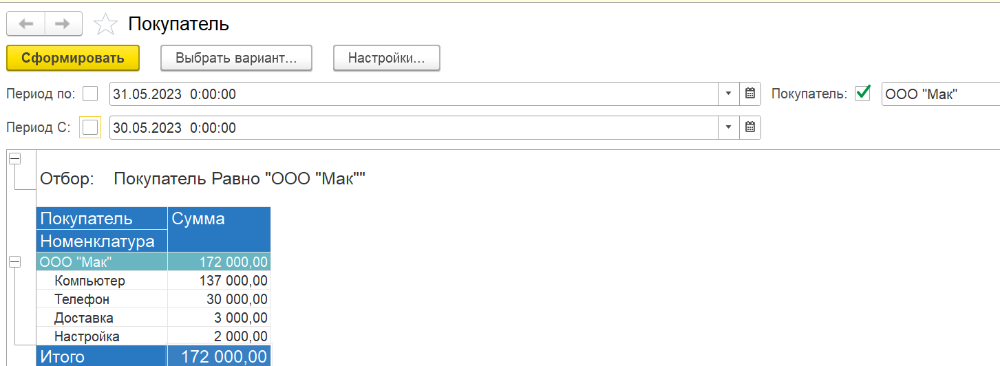 Покупатель
Сформировать Выбрать вариант... Настройки...
Период по: 31.05.2023 0:00:00 Покупатель: ООО "Мак"
Период С: 30.05.2023 0:00:00
Отбор: Покупатель Равно "ООО "Мак""
Покупатель Сумма
Номенклатура
ООО "Мак" 172 000,00
Компьютер 137 000,00
Телефон 30 000,00
Доставка 3 000,00
Настройка 2 000,00
Итого 172 000,00